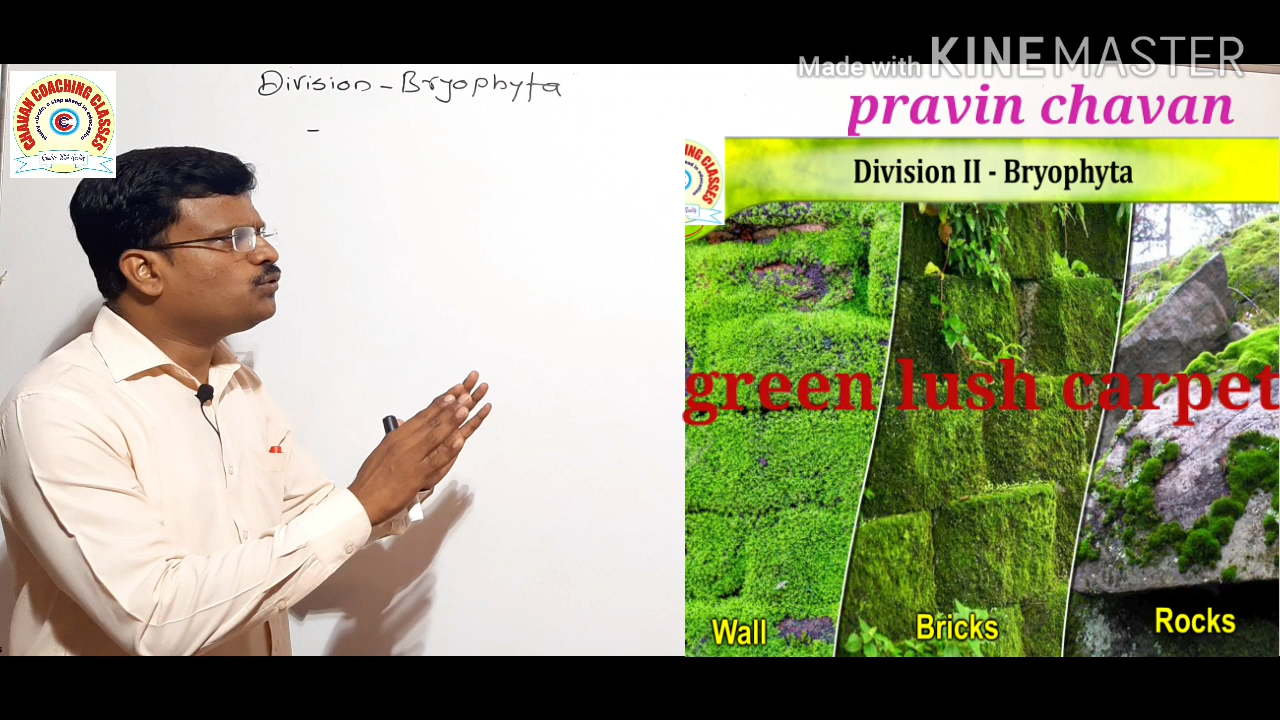 Made with KINEMASTER
pravin chavan
CHAVAN COACHING CLASSES
Division - Bryophyta
-
Division II - Bryophyta
green lush carpet
Wall
Bricks
Rocks